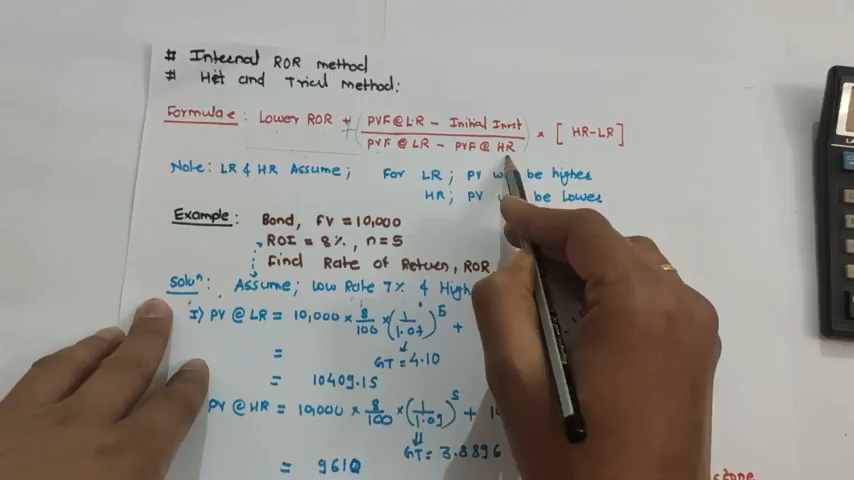 # Internal ROR method
# Het and Trial method:
Formulae: Lower ROR + ( PVF@LR - Initial Invst / PVF @ LR - PVF @ HR ) * [ HR-LR ]
Note: LR & HR Assume; For LR; PV be higher
HR; PV be Lower
Example: Bond, FV = 10,000
ROI = 8%, n=5
Find Rate of Return, ROR
Soluⁿ: Assume; Low Rate 7% & High
I) PV @ LR = 10,000 * 8/100 * (1/1.07)^5 +
= GT = 4.10
= 10409.15
PV @ HR = 10,000 * 8/100 * (1/1.09)^5 +
GT = 3.8896
= 9610